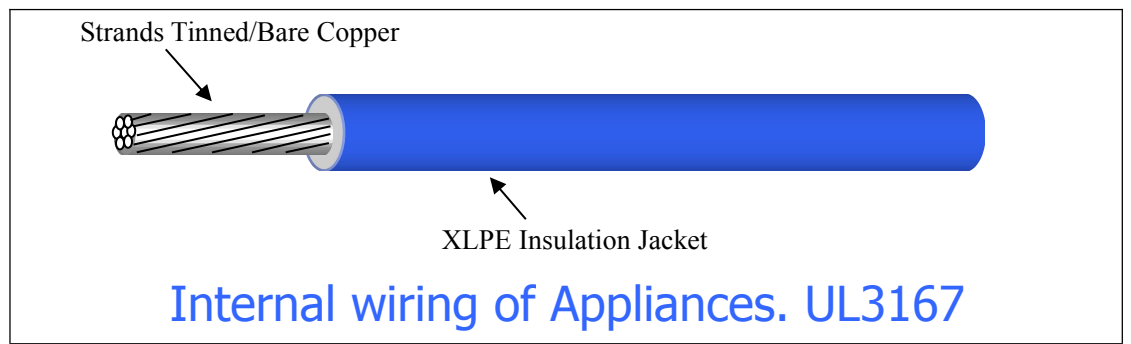 Strands Tinned/Bare Copper
XLPE Insulation Jacket
Internal wiring of Appliances. UL3167